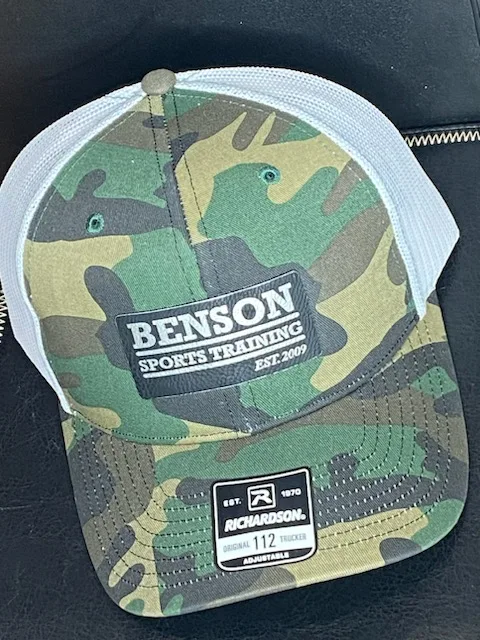 BENSON
SPORTS TRAINING
EST. 2009
EST. R 1970
RICHARDSON®
ORIGINAL 112 TRUCKER
ADJUSTABLE